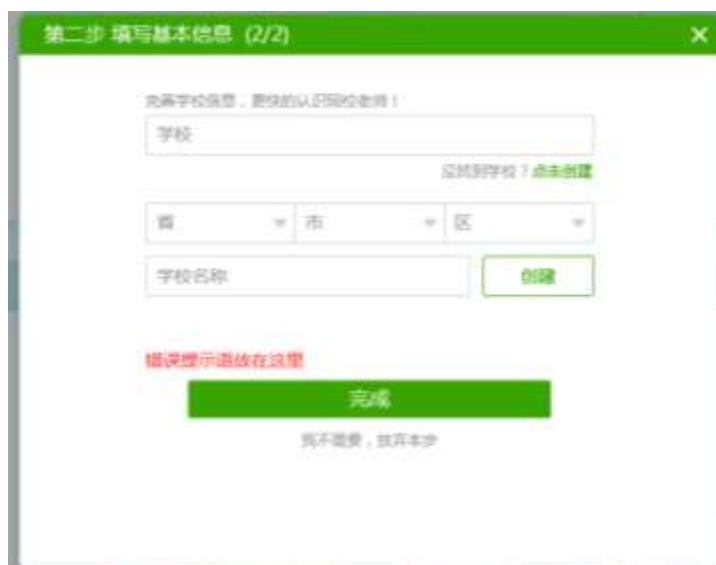 第二步 填写基本信息 (2/2)
完善学校信息，更快的认识同校老师！
学校
没找到学校？点击创建
省 市 区
学校名称 创建
错误提示语放在这里
完成
我不需要，放弃本步